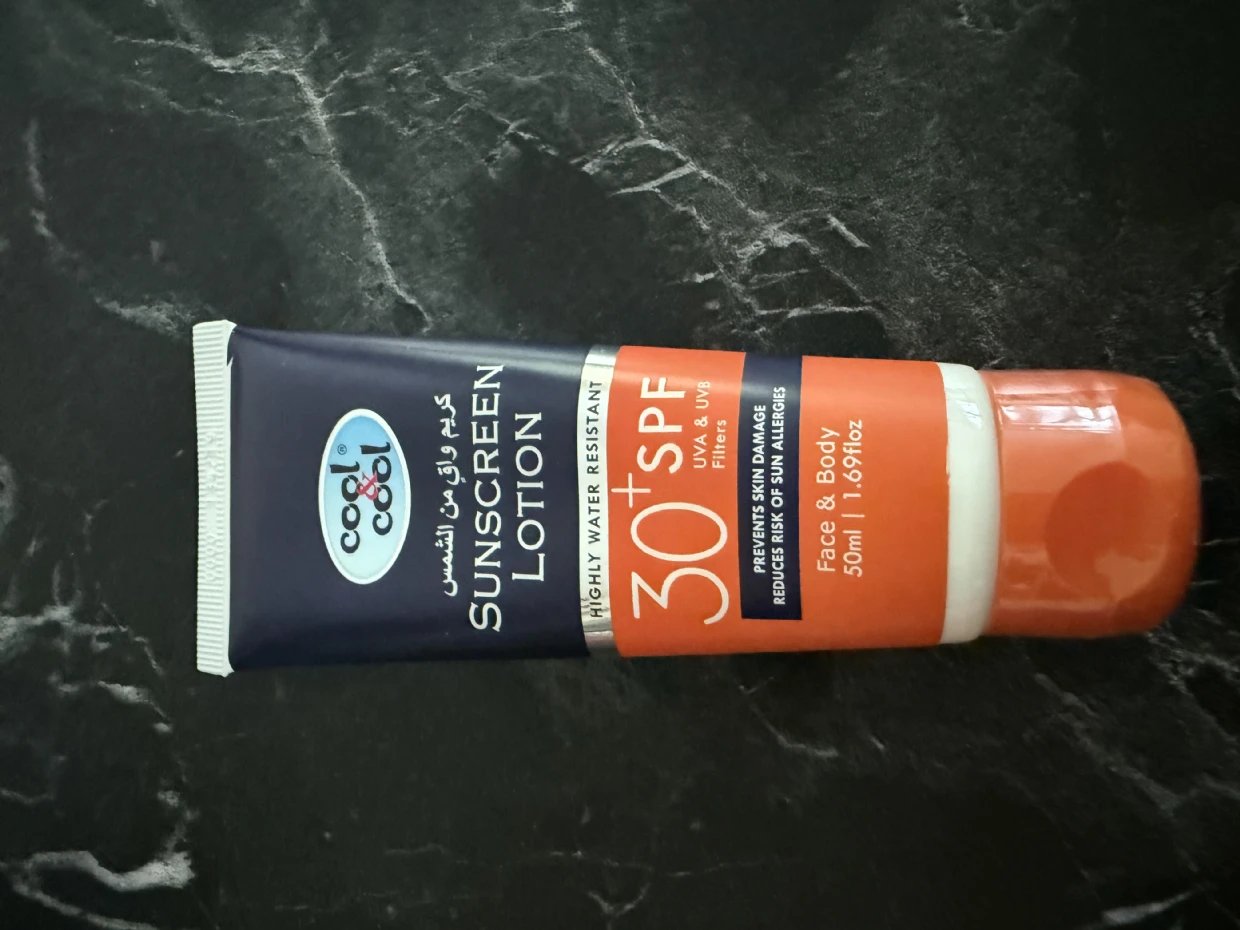 cool
&
cool®
كريم واقٍ من الشمس
SUNSCREEN
LOTION
HIGHLY WATER RESISTANT
30+SPF
UVA & UVB
Filters
PREVENTS SKIN DAMAGE
REDUCES RISK OF SUN ALLERGIES
Face & Body
50ml | 1.69floz